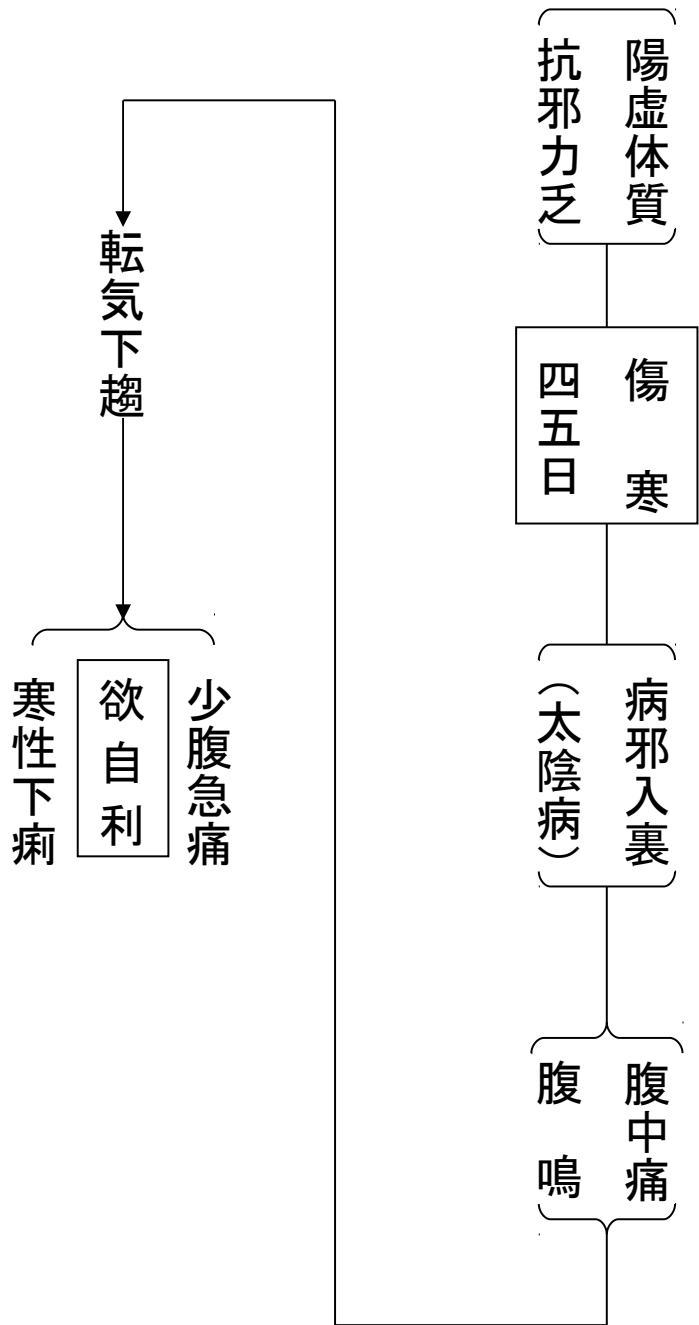 陽虚体質
抗邪力乏
傷寒
四五日
病邪入裏
(太陰病)
腹中痛
腹鳴
転気下趨
少腹急痛
欲自利
寒性下痢